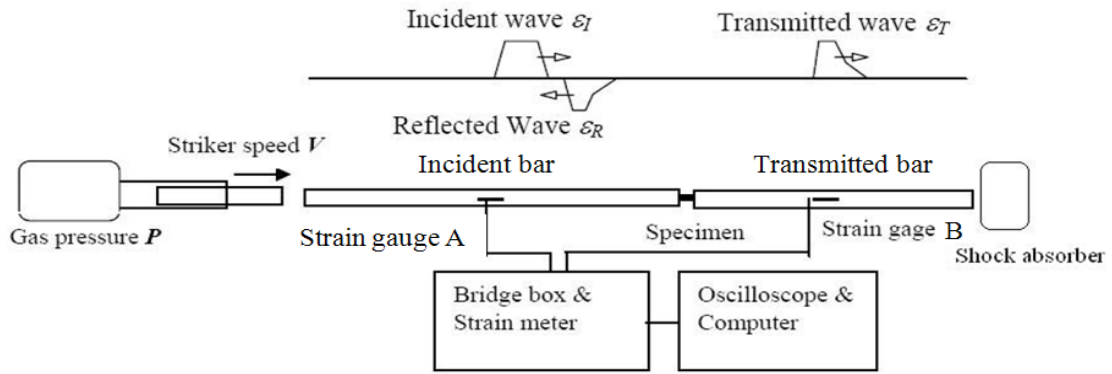 Incident wave εI
Transmitted wave εT
Reflected Wave εR
Striker speed V
Incident bar
Transmitted bar
Gas pressure P
Strain gauge A
Specimen
Strain gage B
Shock absorber
Bridge box &
Strain meter
Oscilloscope &
Computer